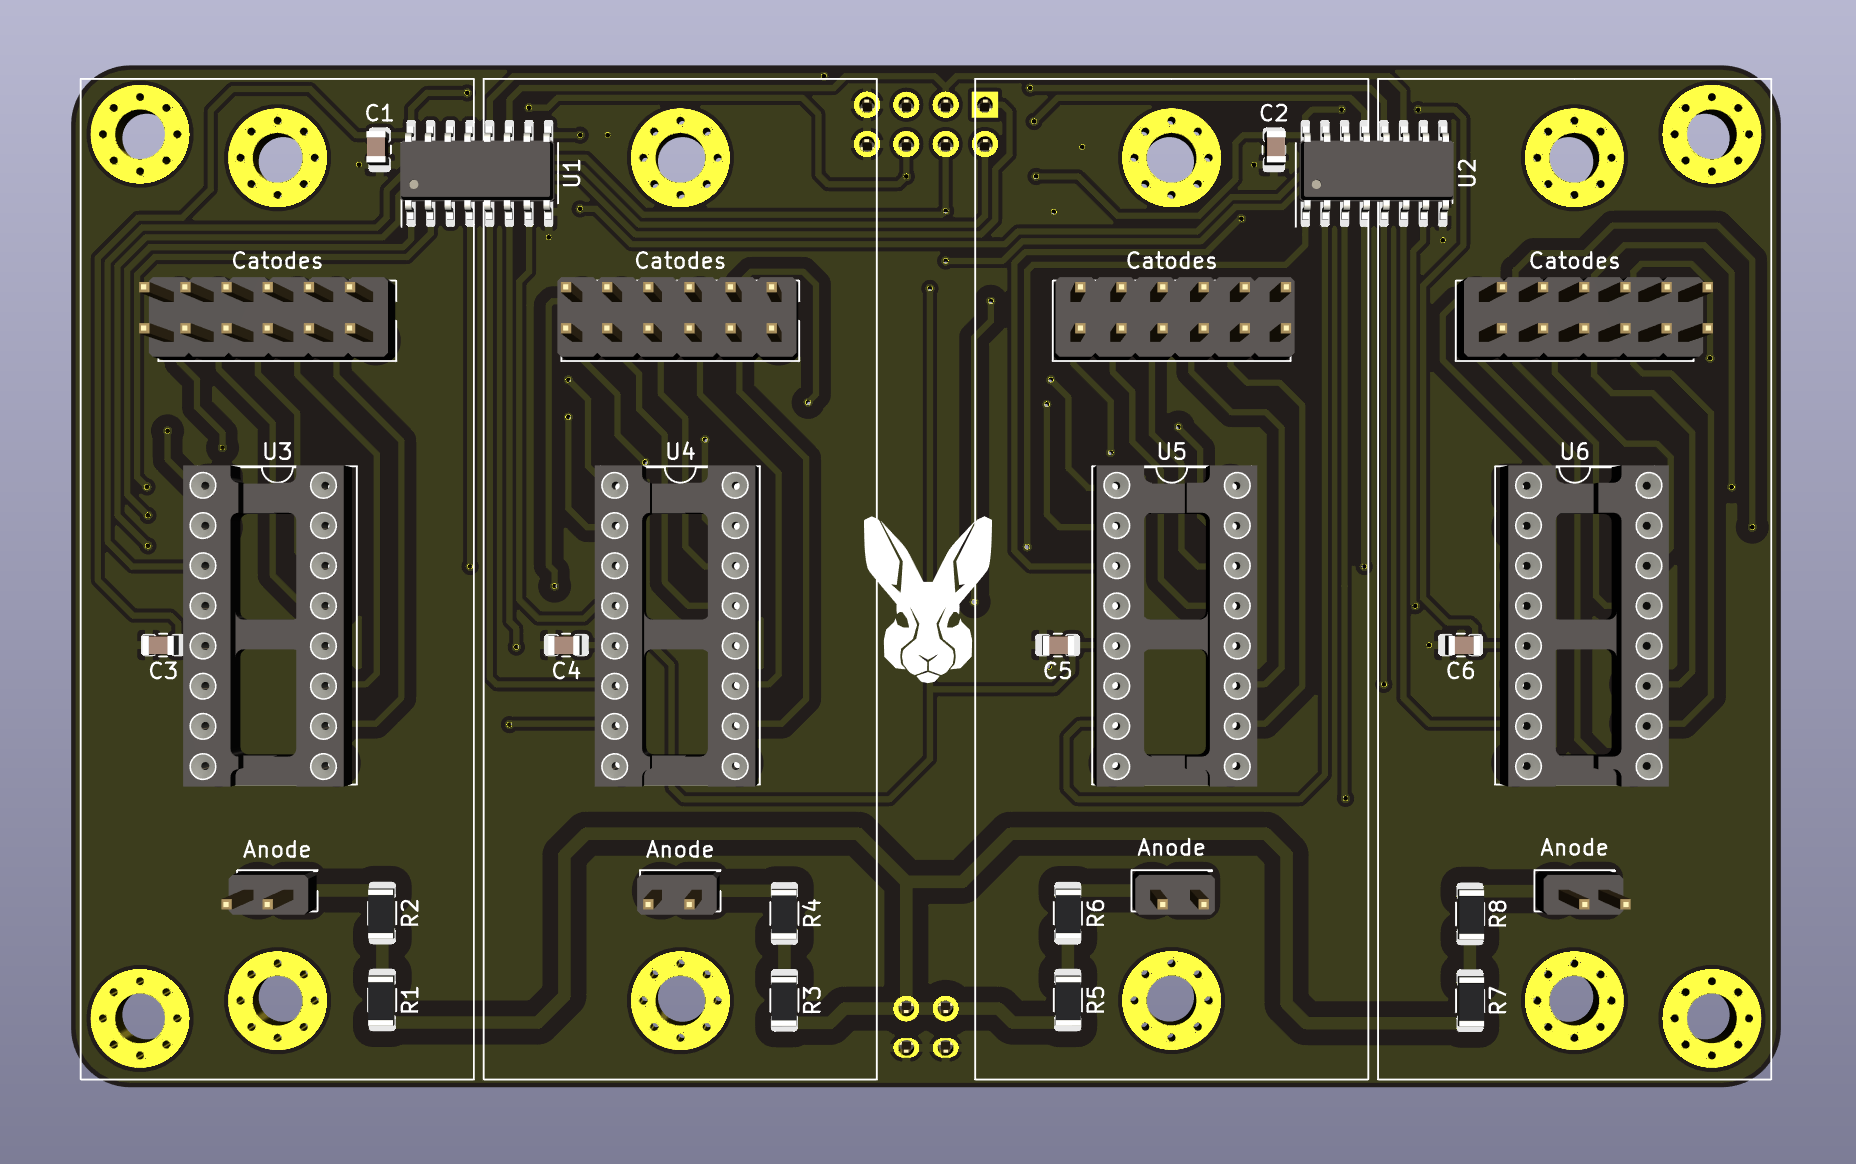 C1
C2
U1
U2
Catodes
Catodes
Catodes
Catodes
U3
U4
U5
U6
C3
C4
C5
C6
Anode
Anode
Anode
Anode
R2
R4
R6
R8
R1
R3
R5
R7